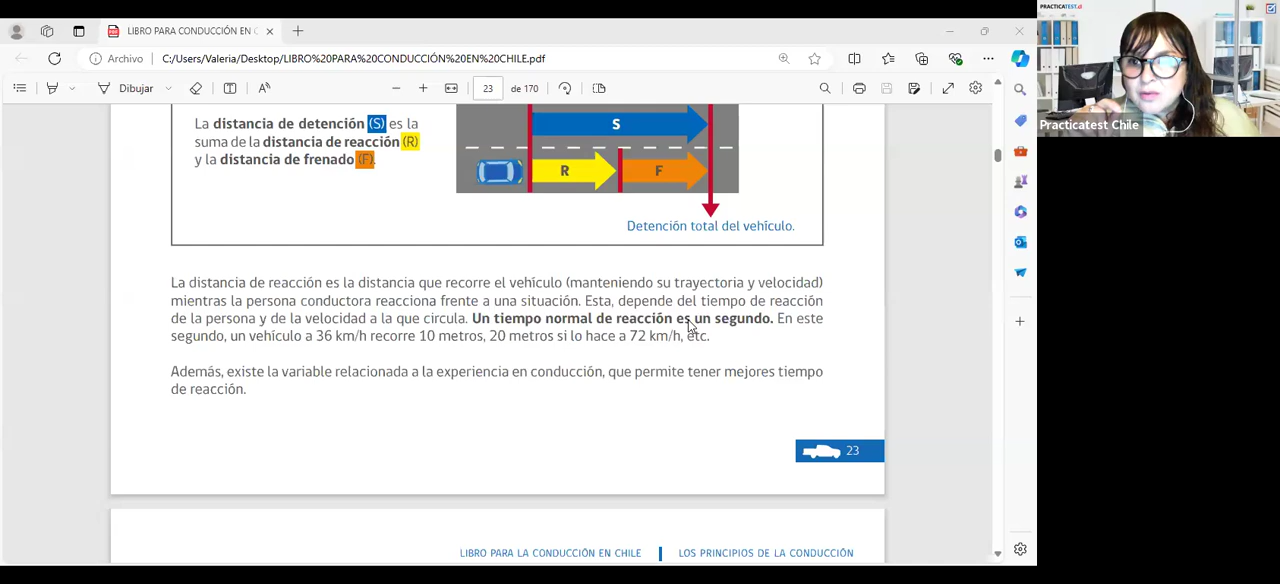 LIBRO PARA CONDUCCIÓN EN C
Archivo
C:/Users/Valeria/Desktop/LIBRO%20PARA%20CONDUCCIÓN%20EN%20CHILE.pdf
Dibujar
23
de 170
PRACTICATEST.cl
Practicatest Chile
La distancia de detención (S) es la
suma de la distancia de reacción (R)
y la distancia de frenado (F).
S
R
F
Detención total del vehículo.
La distancia de reacción es la distancia que recorre el vehículo (manteniendo su trayectoria y velocidad)
mientras la persona conductora reacciona frente a una situación. Esta, depende del tiempo de reacción
de la persona y de la velocidad a la que circula. Un tiempo normal de reacción es un segundo. En este
segundo, un vehículo a 36 km/h recorre 10 metros, 20 metros si lo hace a 72 km/h, etc.
Además, existe la variable relacionada a la experiencia en conducción, que permite tener mejores tiempo
de reacción.
23
LIBRO PARA LA CONDUCCIÓN EN CHILE
LOS PRINCIPIOS DE LA CONDUCCIÓN